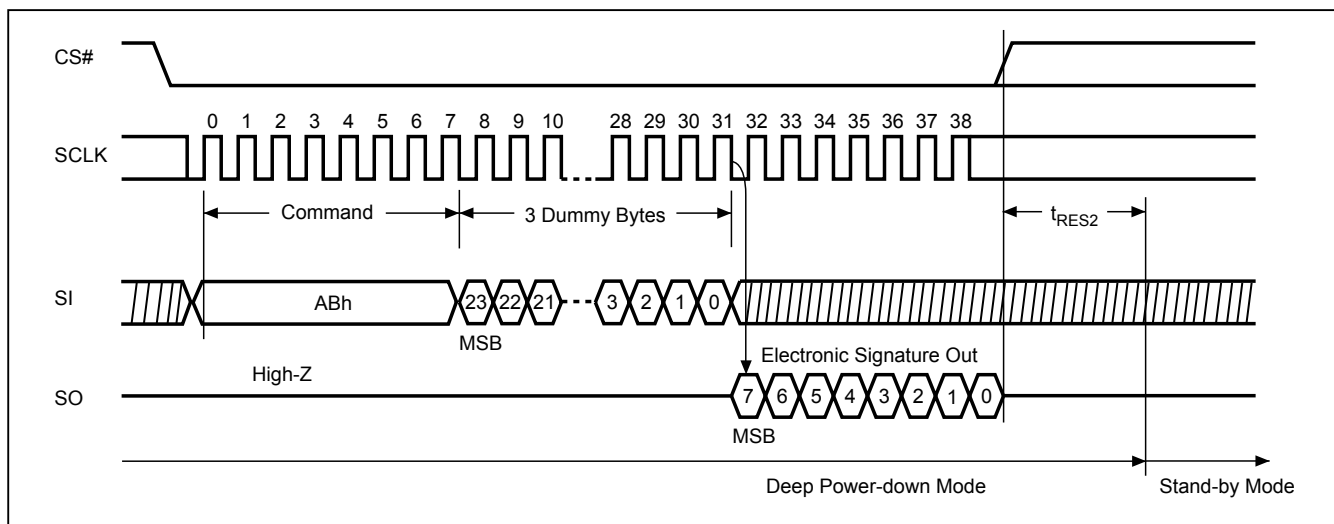 CS#
0 1 2 3 4 5 6 7 8 9 10 28 29 30 31 32 33 34 35 36 37 38
SCLK
Command
3 Dummy Bytes
tRES2
SI
ABh
23 22 21 3 2 1 0
MSB
Electronic Signature Out
High-Z
SO
7 6 5 4 3 2 1 0
MSB
Deep Power-down Mode
Stand-by Mode